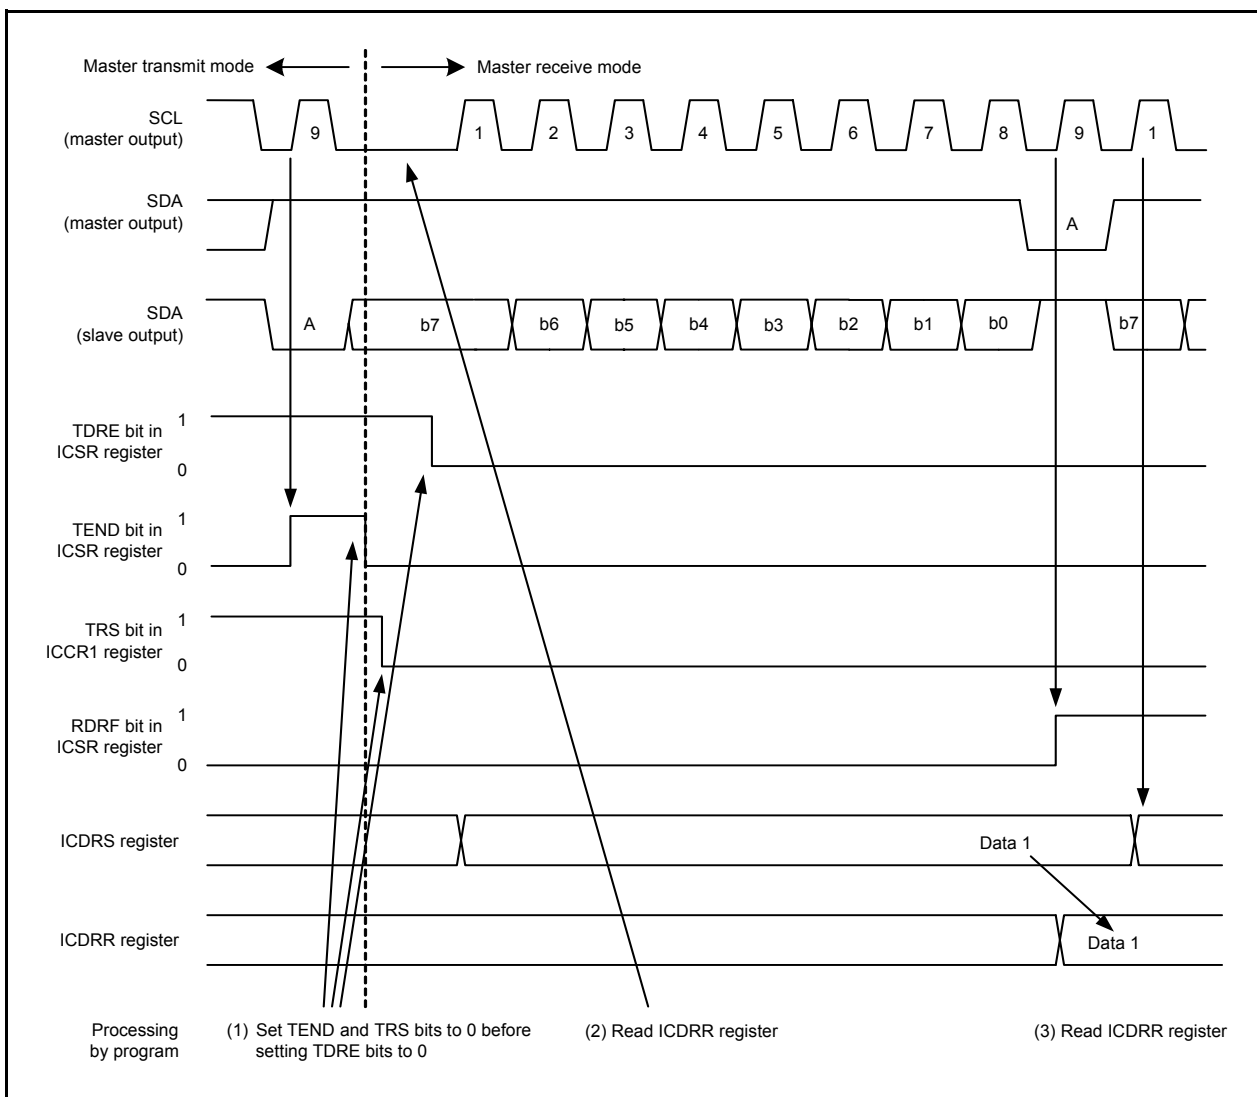 Master transmit mode
Master receive mode
SCL
(master output)
9 1 2 3 4 5 6 7 8 9 1
SDA
(master output)
A
SDA
(slave output)
A b7 b6 b5 b4 b3 b2 b1 b0 b7
TDRE bit in
ICSR register
1
0
TEND bit in
ICSR register
1
0
TRS bit in
ICCR1 register
1
0
RDRF bit in
ICSR register
1
0
ICDRS register
Data 1
ICDRR register
Data 1
Processing
by program
(1) Set TEND and TRS bits to 0 before
setting TDRE bits to 0
(2) Read ICDRR register
(3) Read ICDRR register